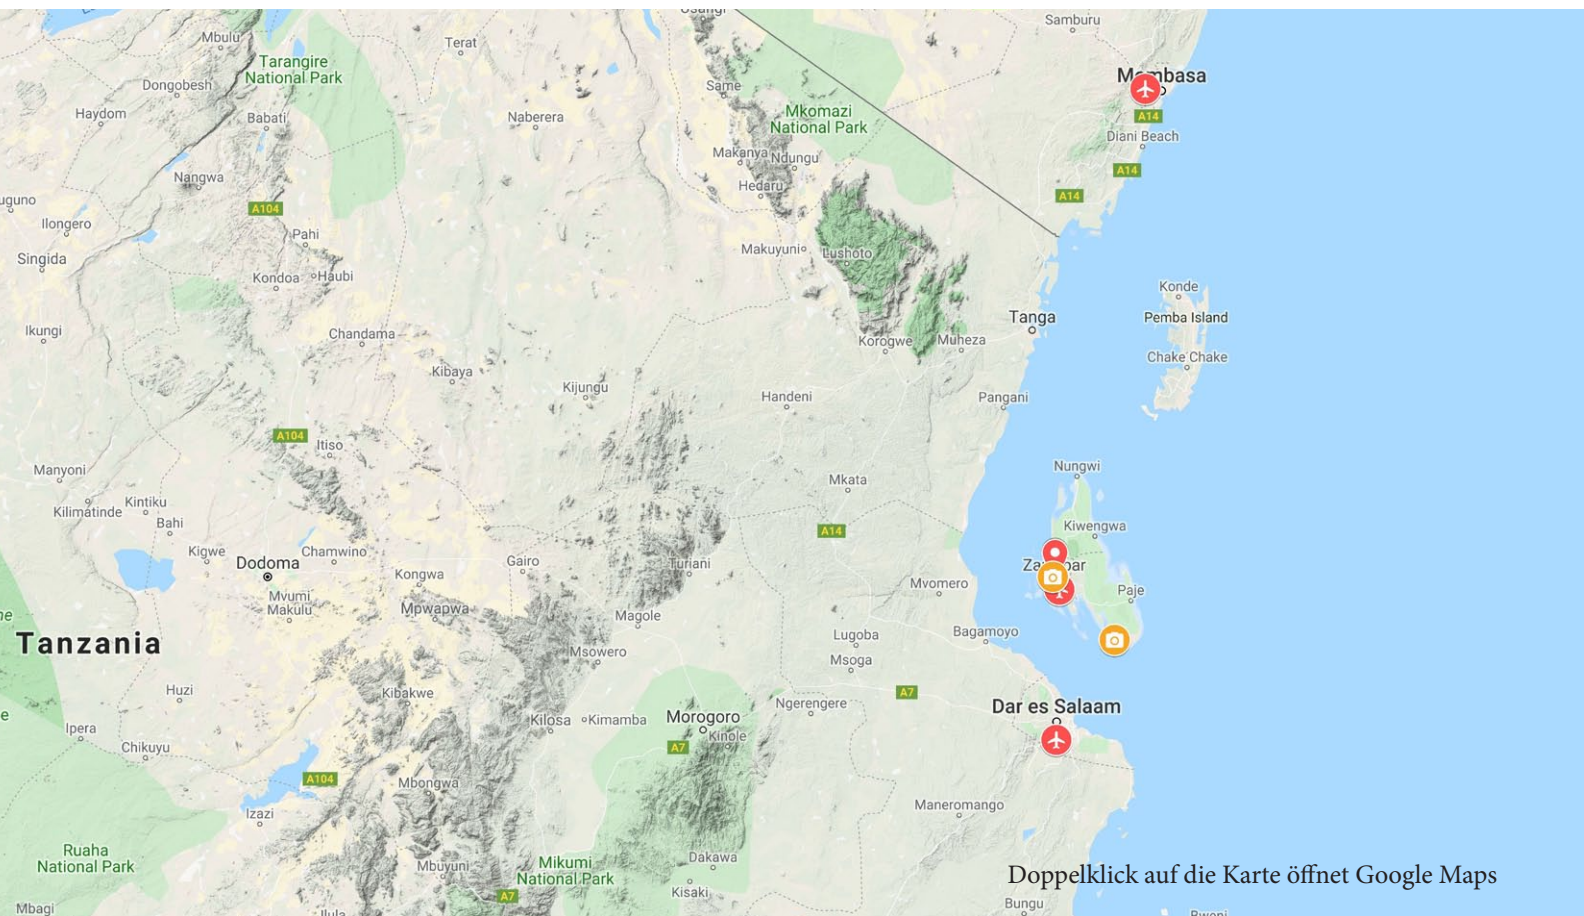 Samburu
Mbulu
Terat
Tarangire
National Park
Mombasa
Dongobesh
Same
Haydom
Babati
Naberera
Mkomazi
National Park
A14
Diani Beach
Makanya
Ndungu
Nangwa
A14
Hedaru
A14
uguno
A104
Ilongero
Pahi
Makuyuni
Lushoto
Singida
Kondoa
Haubi
Konde
Tanga
Pemba Island
Ikungi
Chandama
Korogwe
Muheza
Chake Chake
Kibaya
Kijungu
Handeni
Pangani
A104
Itiso
Manyoni
Nungwi
Mkata
Kintiku
Kilimatinde
Bahi
Kiwengwa
A14
Kigwe
Chamwino
Dodoma
Gairo
Turiani
Kongwa
Mvomero
Paje
Mvumi
Makulu
Mpwapwa
Magole
Tanzania
Lugoba
Bagamoyo
Msowero
Msoga
Huzi
Kibakwe
A7
Ngerengere
Dar es Salaam
Ipera
Kilosa
Kimamba
Morogoro
Kinole
Chikuyu
A7
A104
Mbongwa
Izazi
Maneromango
Ruaha
National Park
Mbuyuni
Mikumi
National Park
Dakawa
Doppelklick auf die Karte öffnet Google Maps
A7
Kisaki
Mbagi
Bungu